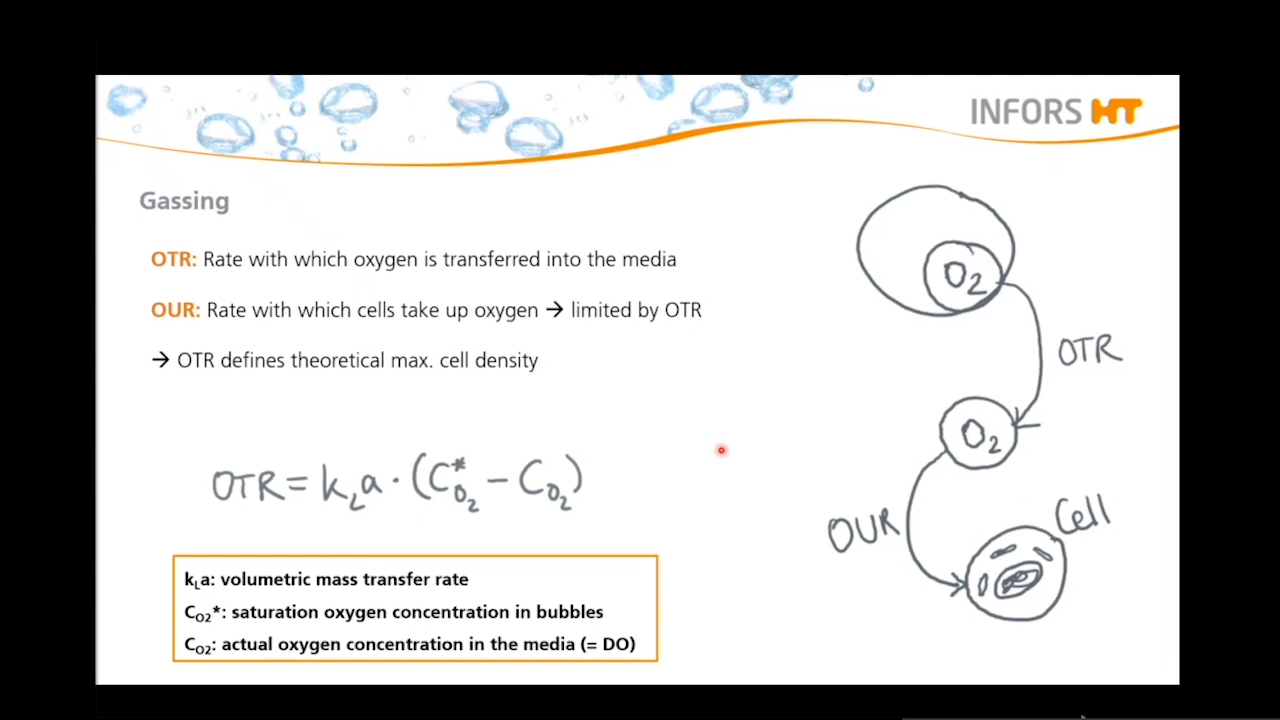 INFORS HT
Gassing
OTR: Rate with which oxygen is transferred into the media
OUR: Rate with which cells take up oxygen → limited by OTR
→ OTR defines theoretical max. cell density
OTR = kLa · (C*O2 − CO2)
kLa: volumetric mass transfer rate
CO2*: saturation oxygen concentration in bubbles
CO2: actual oxygen concentration in the media (= DO)
O2
OTR
O2
OUR
Cell